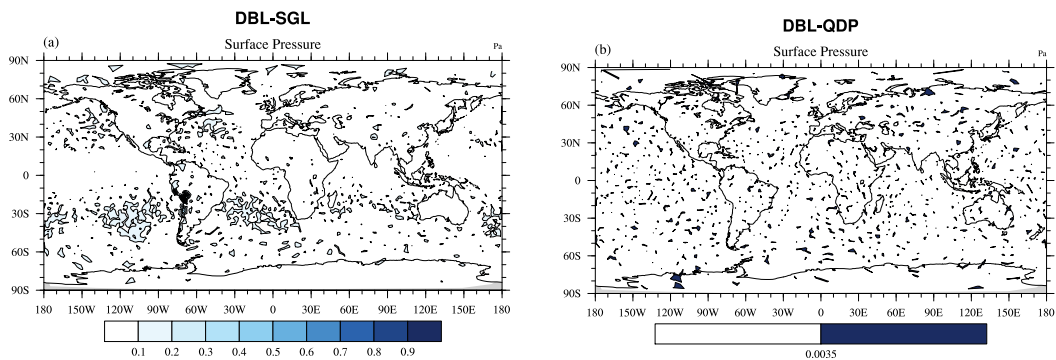 DBL-SGL
(a)
Surface Pressure
Pa
90N
60N
30N
0
30S
60S
90S
180 150W 120W 90W 60W 30W 0E 30E 60E 90E 120E 150E 180
0.1 0.2 0.3 0.4 0.5 0.6 0.7 0.8 0.9
DBL-QDP
(b)
Surface Pressure
Pa
90N
60N
30N
0
30S
60S
90S
180 150W 120W 90W 60W 30W 0E 30E 60E 90E 120E 150E 180
0.0035